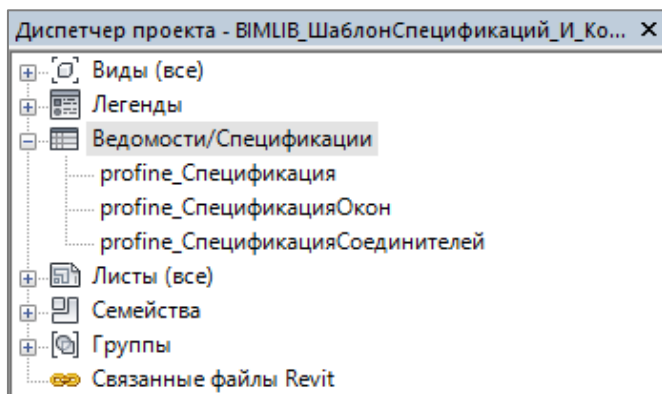 Диспетчер проекта - BIMLIB_ШаблонСпецификаций_И_Ко...
Виды (все)
Легенды
Ведомости/Спецификации
profine_Спецификация
profine_СпецификацияОкон
profine_СпецификацияСоединителей
Листы (все)
Семейства
Группы
Связанные файлы Revit